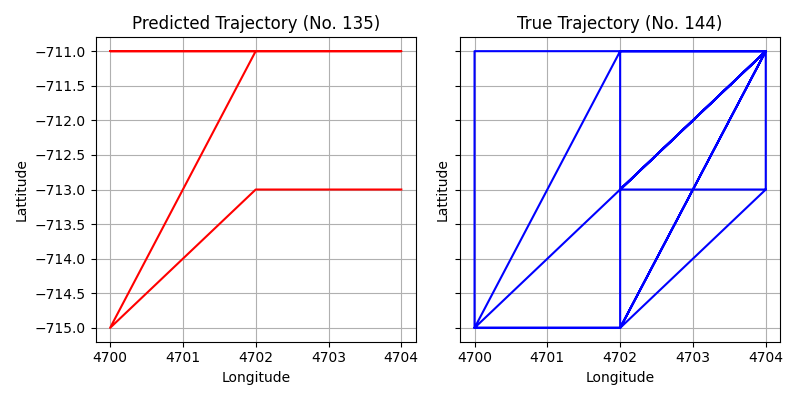 Predicted Trajectory (No. 135)
True Trajectory (No. 144)
Lattitude
−711.0
−711.5
−712.0
−712.5
−713.0
−713.5
−714.0
−714.5
−715.0
4700 4701 4702 4703 4704
Longitude
Lattitude
4700 4701 4702 4703 4704
Longitude